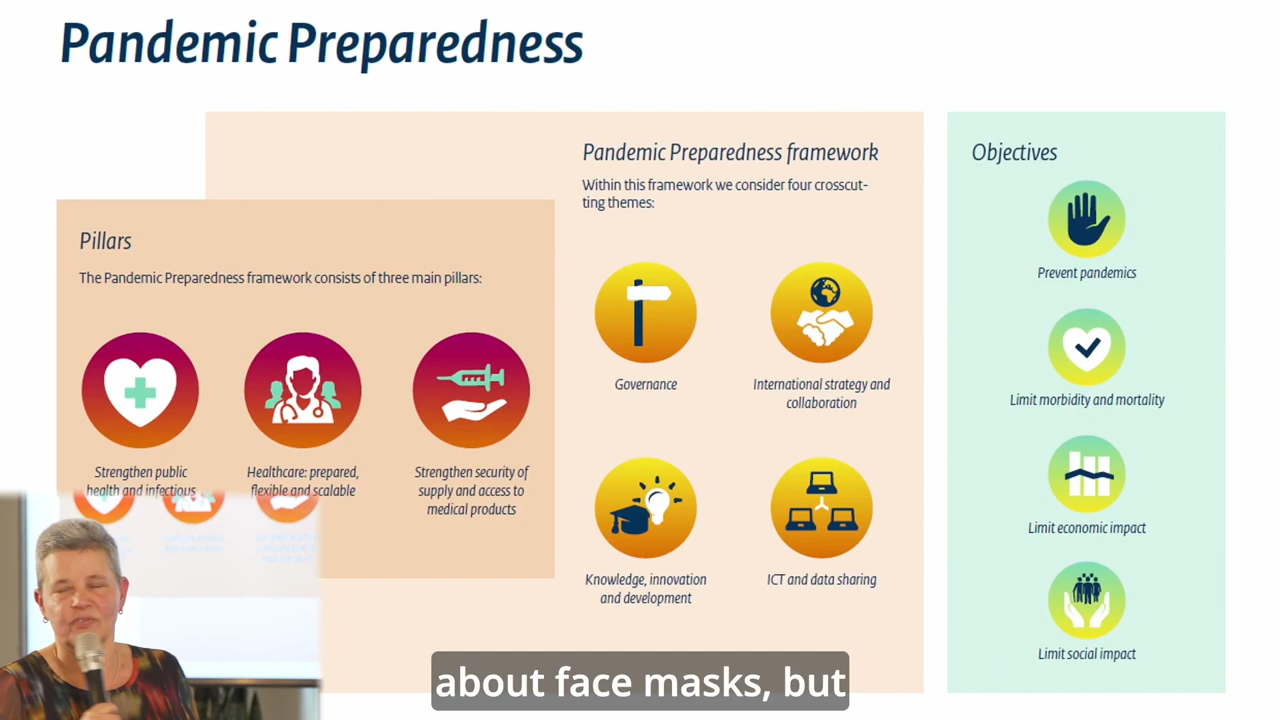 Pandemic Preparedness
Pillars
The Pandemic Preparedness framework consists of three main pillars:
Strengthen public
health and infectious
Healthcare: prepared,
flexible and scalable
Strengthen security of
supply and access to
medical products
Pandemic Preparedness framework
Within this framework we consider four crosscut-
ting themes:
Governance
International strategy and
collaboration
Knowledge, innovation
and development
ICT and data sharing
Objectives
Prevent pandemics
Limit morbidity and mortality
Limit economic impact
Limit social impact
about face masks, but